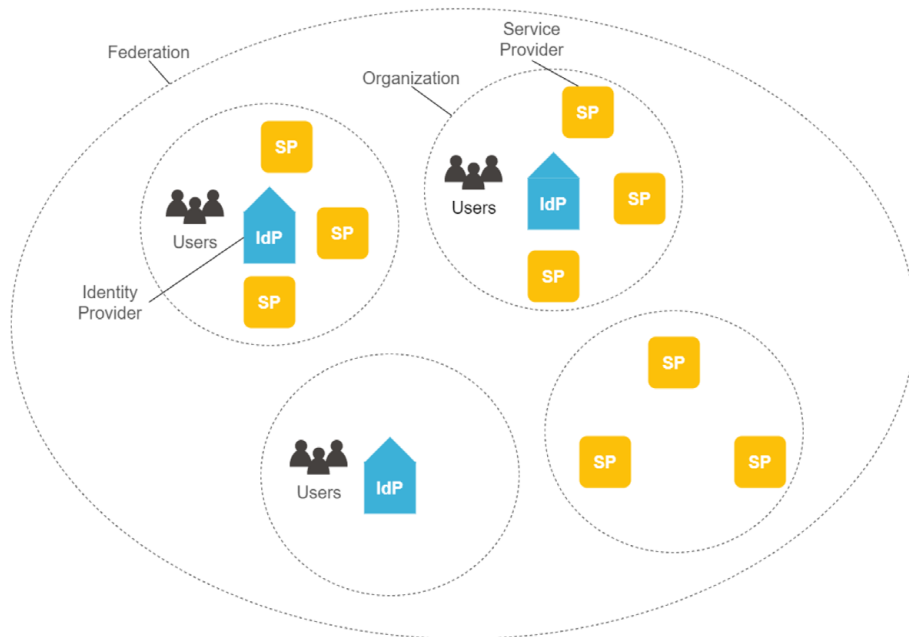 Service
Provider
Federation
Organization
SP
SP
Users
IdP
SP
SP
IdP
SP
Users
SP
SP
Identity
Provider
SP
SP
SP
Users
IdP